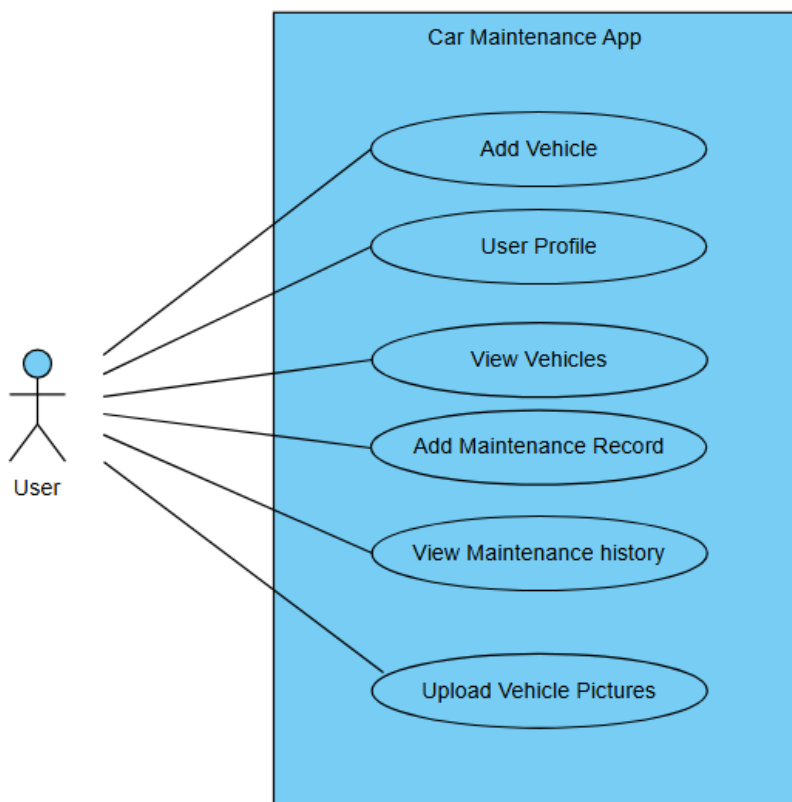 Car Maintenance App
Add Vehicle
User Profile
View Vehicles
Add Maintenance Record
User
View Maintenance history
Upload Vehicle Pictures